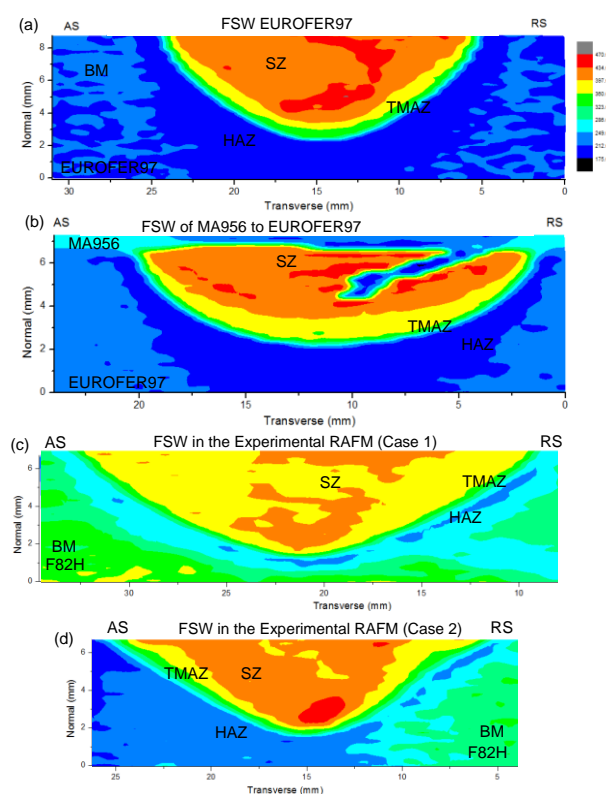 (a)
FSW EUROFER97
AS
RS
8
6
4
2
0
Normal (mm)
BM
SZ
TMAZ
HAZ
EUROFER97
30
20
10
0
Transverse (mm)
(b)
AS
FSW of MA956 to EUROFER97
RS
MA956
6
4
2
0
Normal (mm)
SZ
TMAZ
HAZ
EUROFER97
20
15
10
5
0
Transverse (mm)
(c)
AS
FSW in the Experimental RAFM (Case 1)
RS
6
4
2
0
Normal (mm)
SZ
TMAZ
HAZ
BM
F82H
30
25
20
15
10
Transverse (mm)
(d)
AS
FSW in the Experimental RAFM (Case 2)
RS
6
4
2
0
Normal (mm)
TMAZ
SZ
HAZ
BM
F82H
25
20
15
10
5
Transverse (mm)